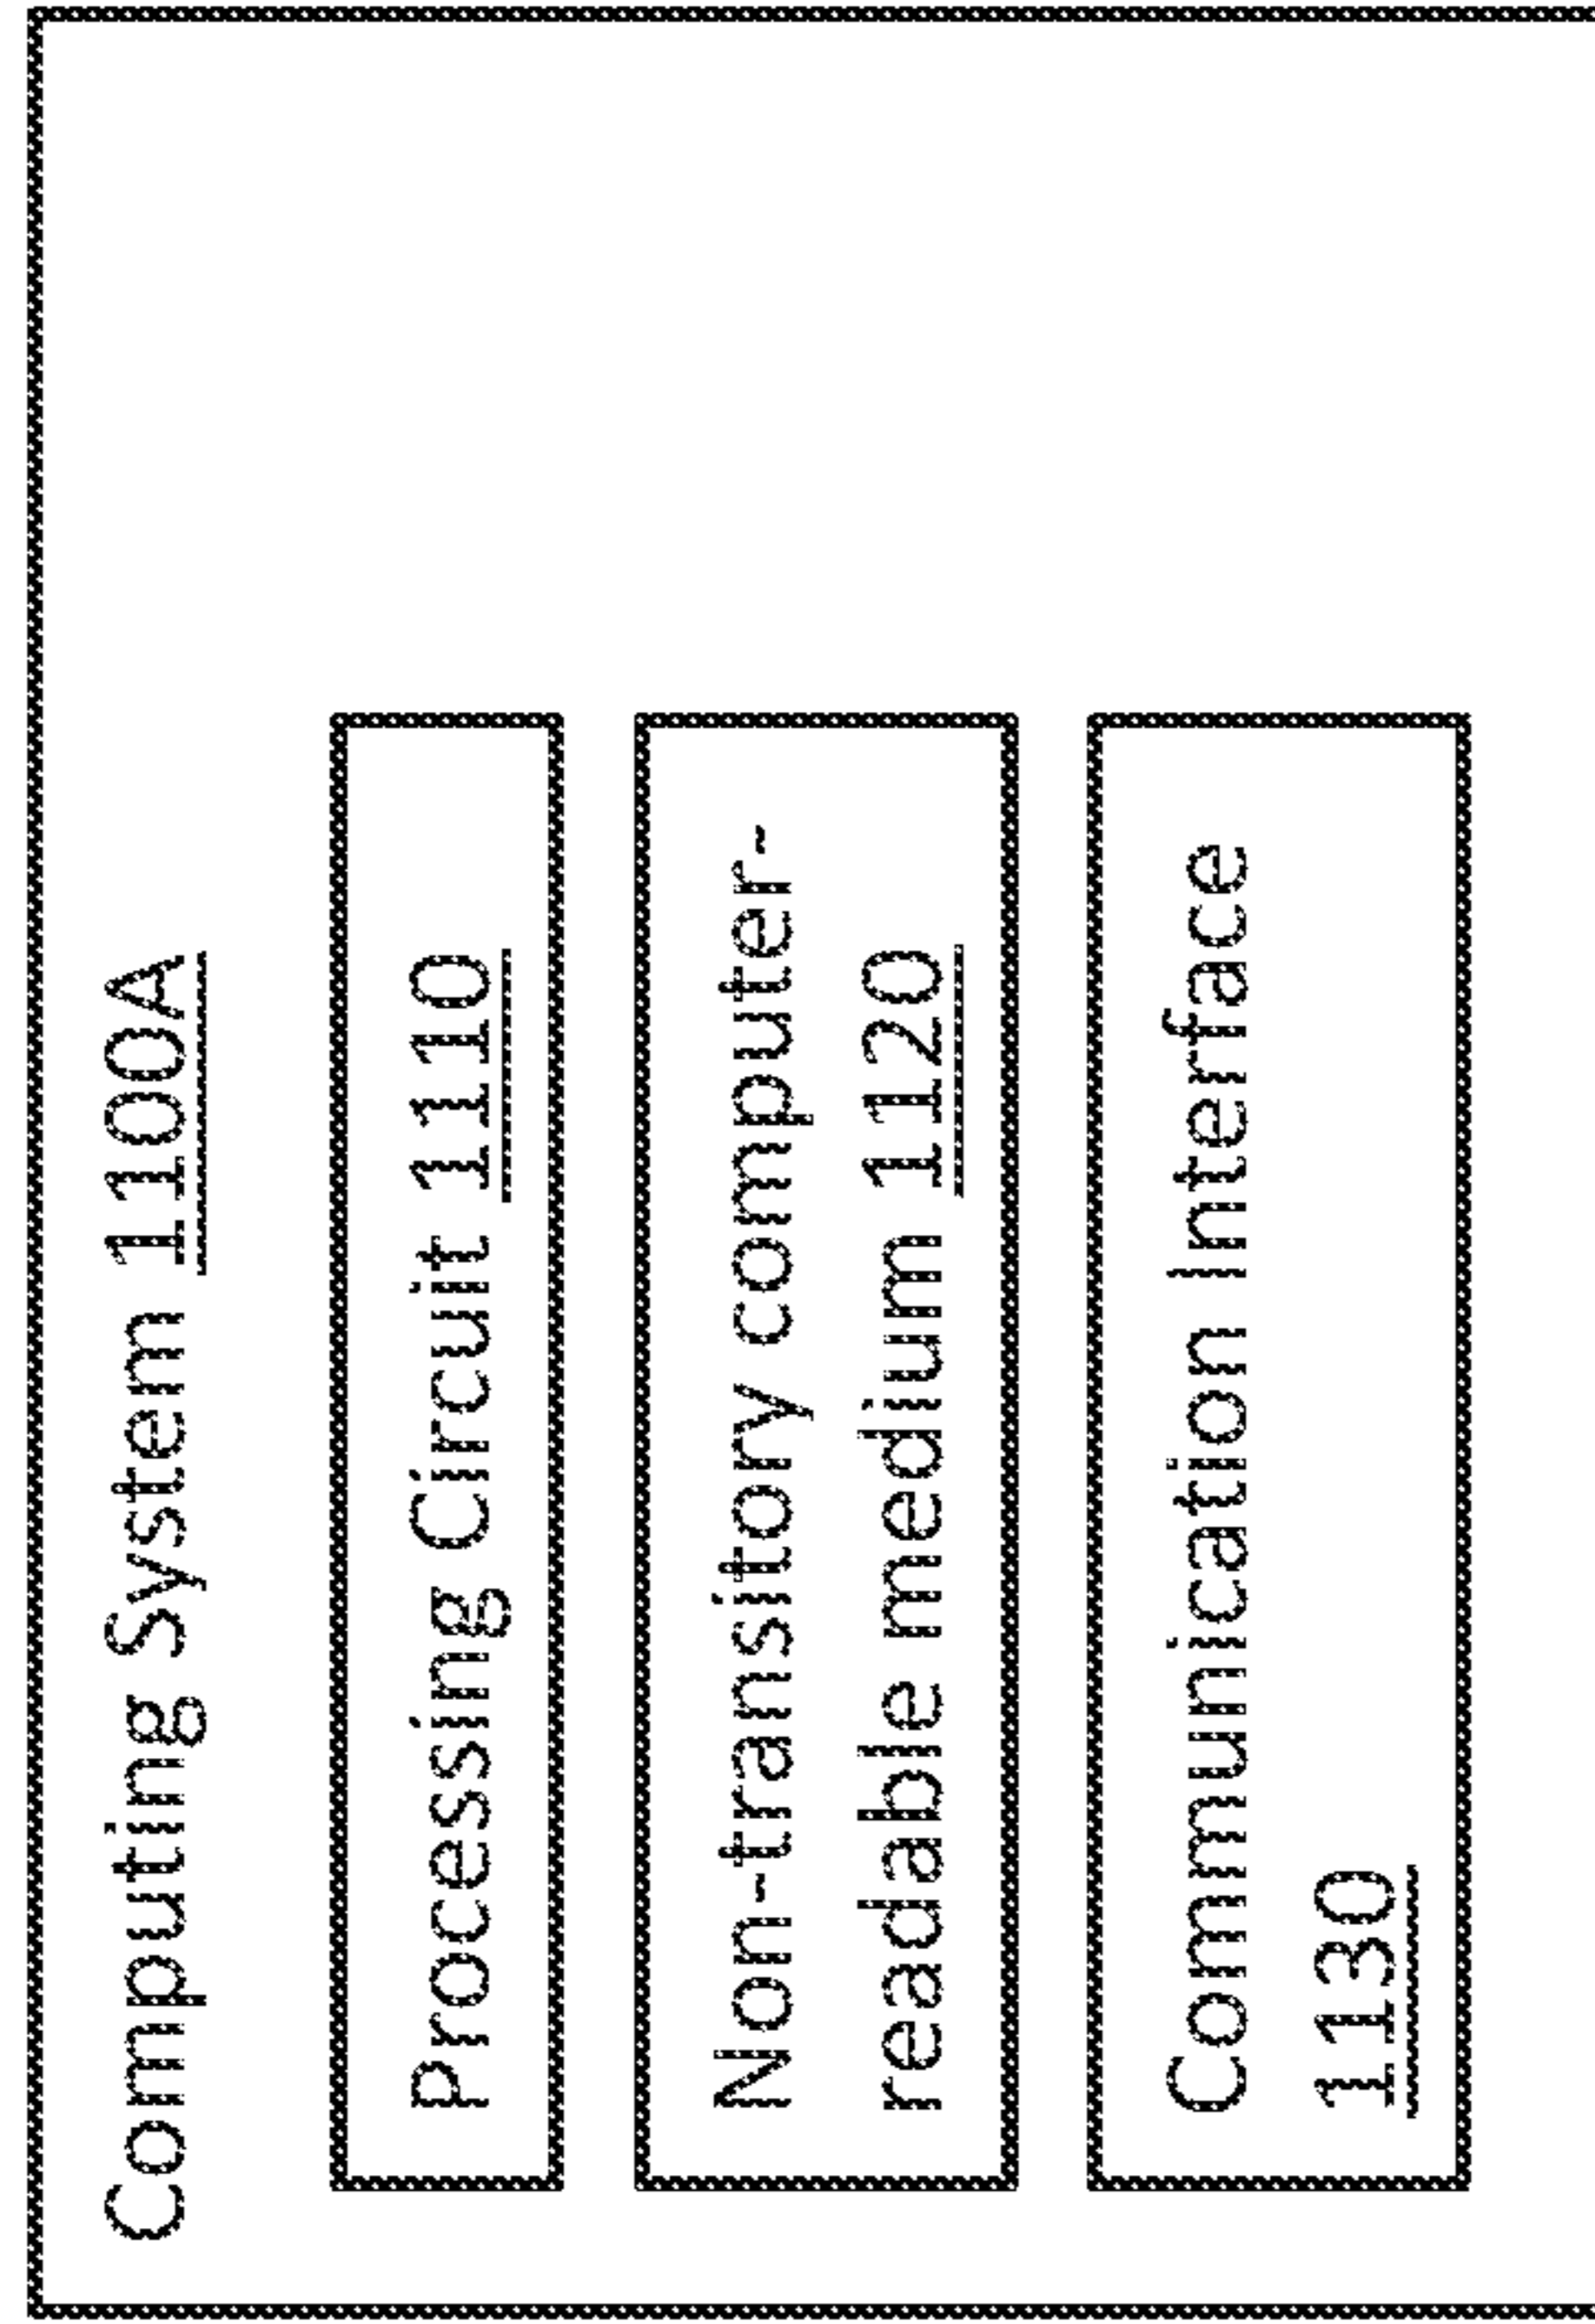 Computing System 1100A
Processing Circuit 1110
Non-transitory computer-
readable medium 1120
Communication Interface
1130